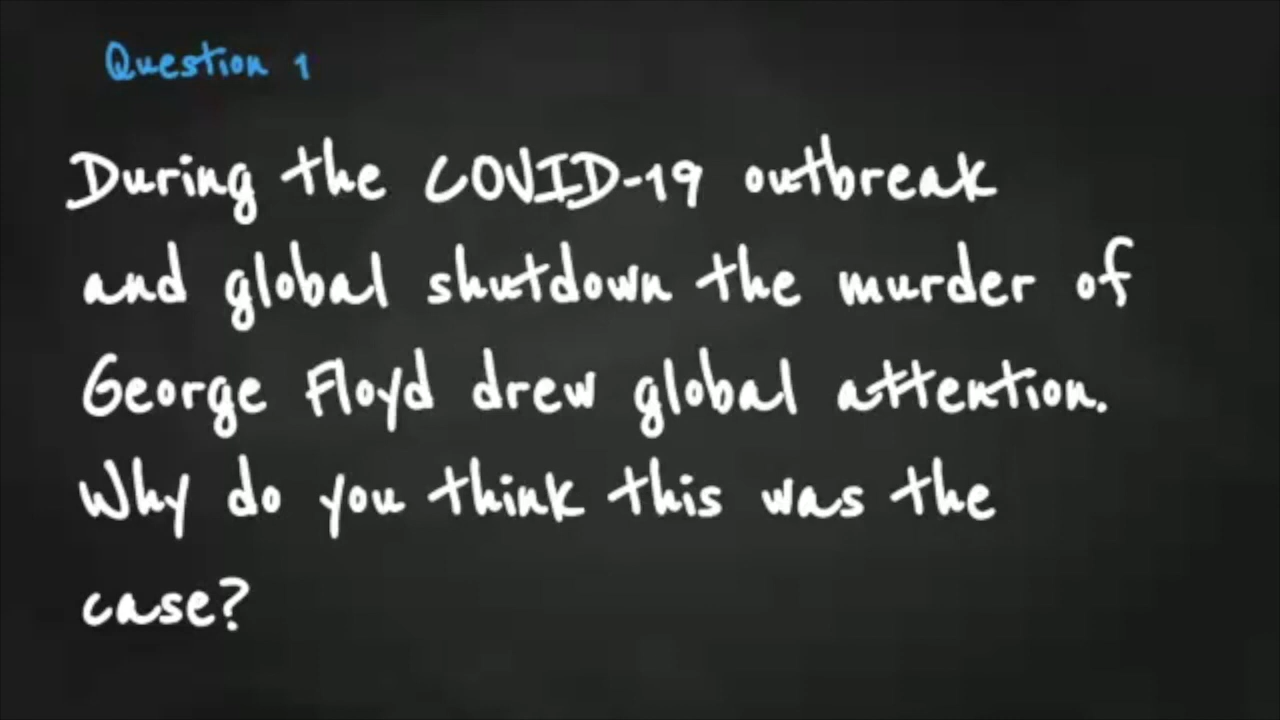 Question 1
During the COVID-19 outbreak
and global shutdown the murder of
George Floyd drew global attention.
Why do you think this was the
case?